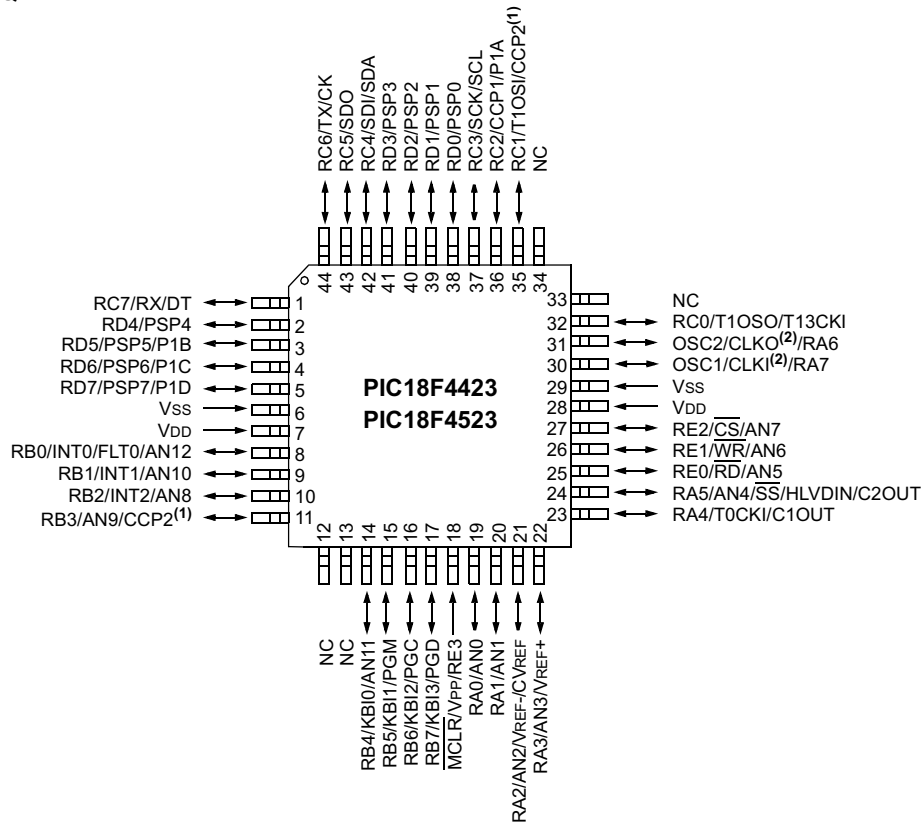 RC6/TX/CK
RC5/SDO
RC4/SDI/SDA
RD3/PSP3
RD2/PSP2
RD1/PSP1
RD0/PSP0
RC3/SCK/SCL
RC2/CCP1/P1A
RC1/T1OSI/CCP2(1)
NC
44
43
42
41
40
39
38
37
36
35
34
RC7/RX/DT 1
RD4/PSP4 2
RD5/PSP5/P1B 3
RD6/PSP6/P1C 4
RD7/PSP7/P1D 5
VSS 6
VDD 7
RB0/INT0/FLT0/AN12 8
RB1/INT1/AN10 9
RB2/INT2/AN8 10
RB3/AN9/CCP2(1) 11
PIC18F4423
PIC18F4523
33 NC
32 RC0/T1OSO/T13CKI
31 OSC2/CLKO(2)/RA6
30 OSC1/CLKI(2)/RA7
29 VSS
28 VDD
27 RE2/CS/AN7
26 RE1/WR/AN6
25 RE0/RD/AN5
24 RA5/AN4/SS/HLVDIN/C2OUT
23 RA4/T0CKI/C1OUT
12
13
14
15
16
17
18
19
20
21
22
NC
NC
RB4/KBI0/AN11
RB5/KBI1/PGM
RB6/KBI2/PGC
RB7/KBI3/PGD
MCLR/VPP/RE3
RA0/AN0
RA1/AN1
RA2/AN2/VREF-/CVREF
RA3/AN3/VREF+